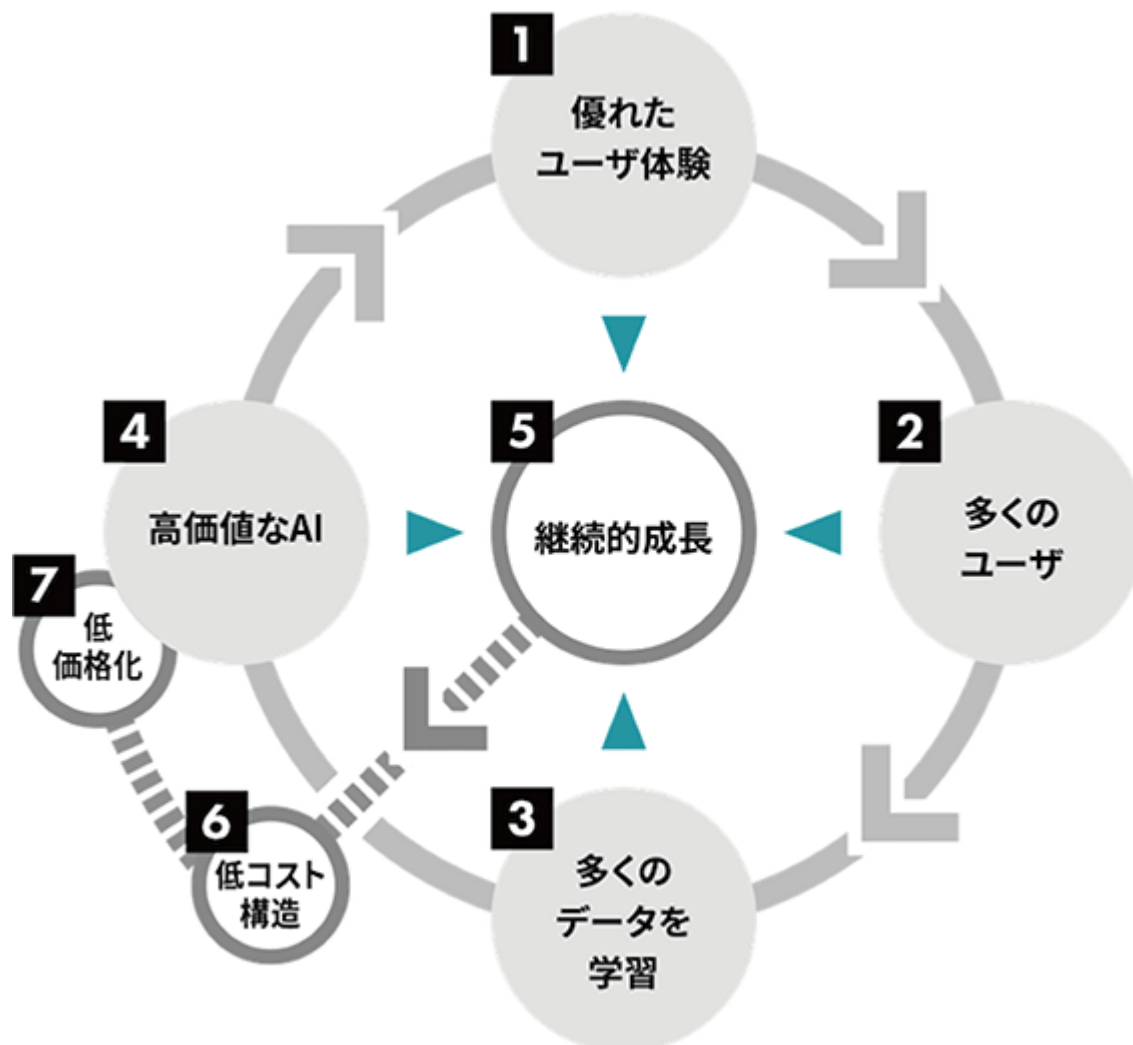 1
優れた
ユーザ体験
2
多くの
ユーザ
3
多くの
データを
学習
4
高価値なAI
5
継続的成長
6
低コスト
構造
7
低
価格化